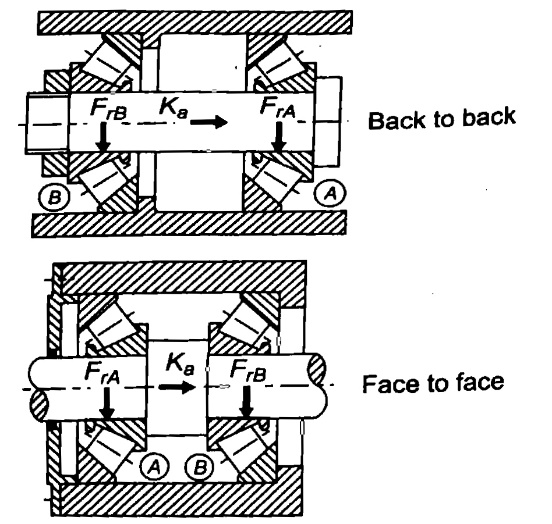 F_rB K_a F_rA
Back to back
B A
F_rA K_a F_rB
Face to face
A B